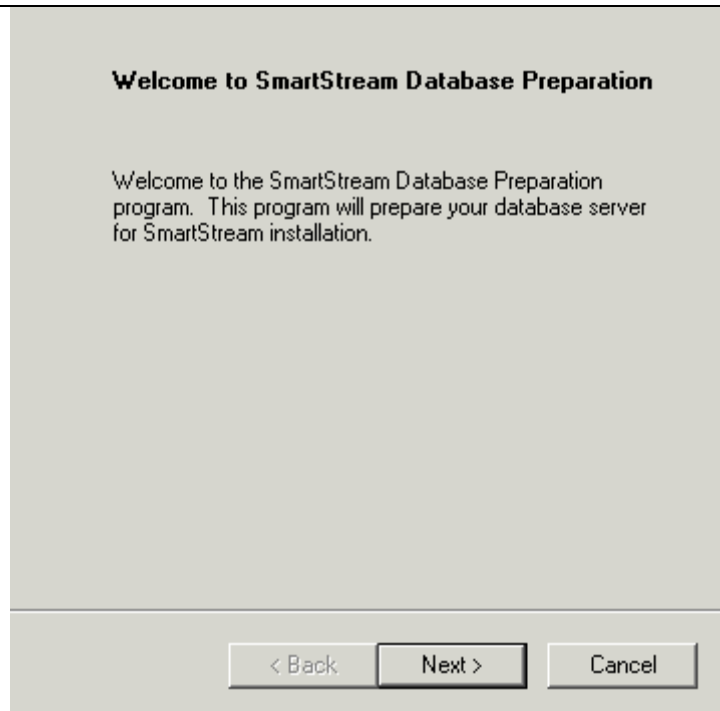 Welcome to SmartStream Database Preparation
Welcome to the SmartStream Database Preparation
program.  This program will prepare your database server
for SmartStream installation.
< Back
Next >
Cancel